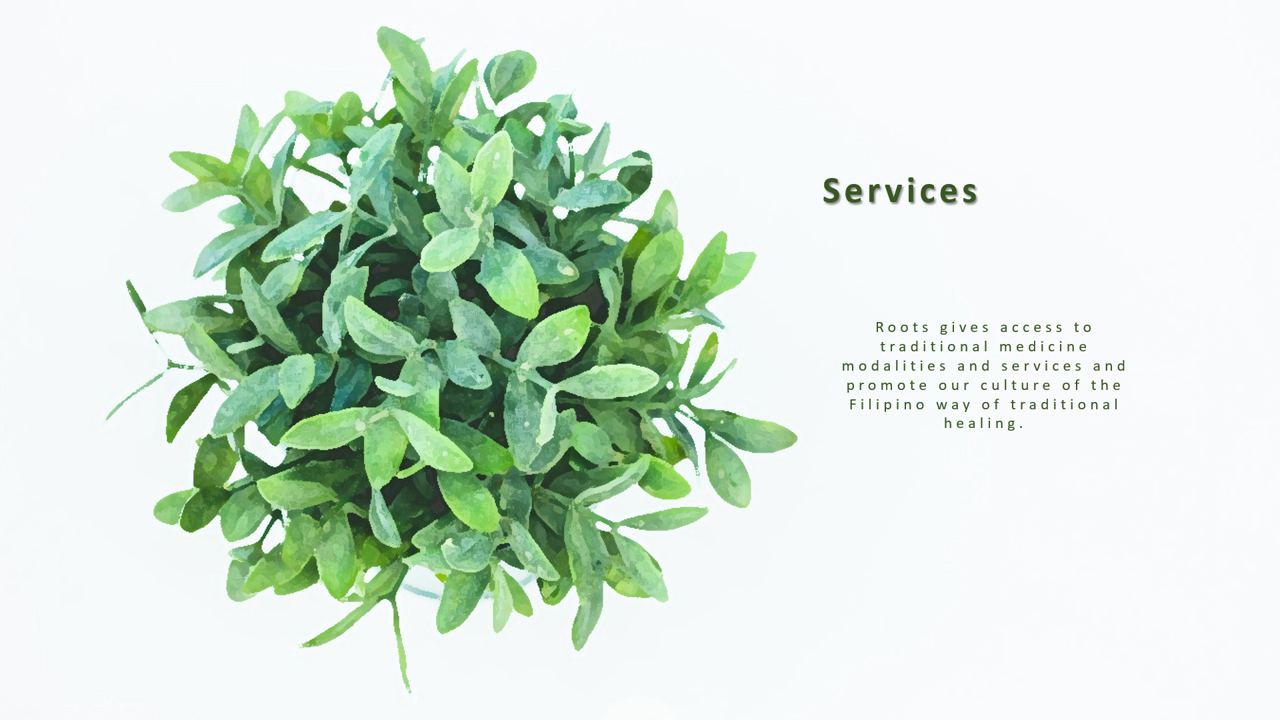 Services
Roots gives access to
traditional medicine
modalities and services and
promote our culture of the
Filipino way of traditional
healing.